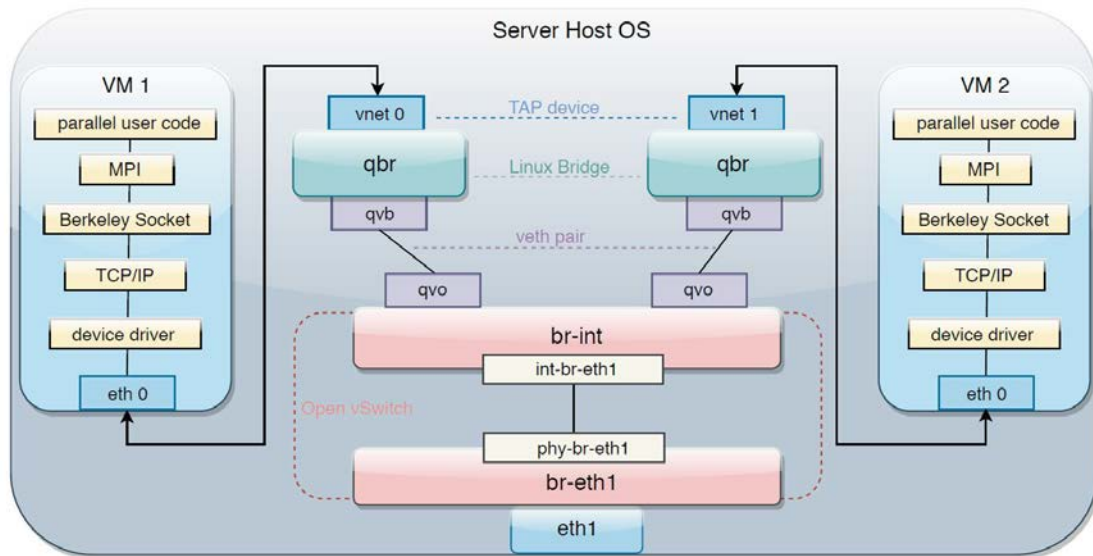 Server Host OS
VM 1
parallel user code
MPI
Berkeley Socket
TCP/IP
device driver
eth 0
vnet 0
TAP device
vnet 1
qbr
Linux Bridge
qbr
qvb
qvb
veth pair
qvo
qvo
br-int
int-br-eth1
Open vSwitch
phy-br-eth1
br-eth1
eth1
VM 2
parallel user code
MPI
Berkeley Socket
TCP/IP
device driver
eth 0